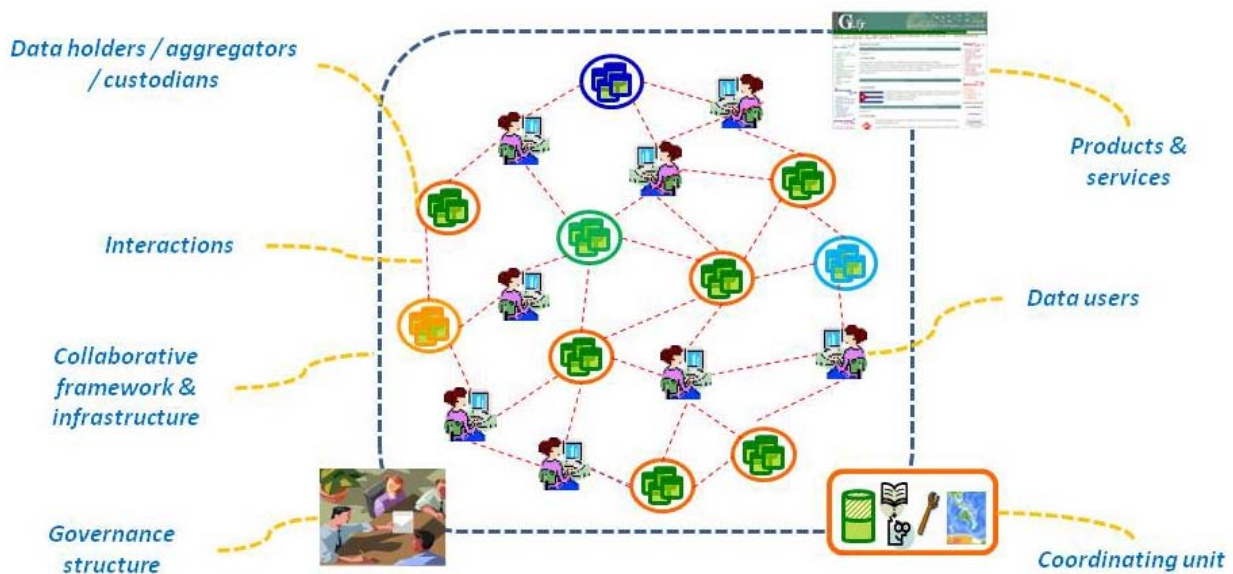 Data holders / aggregators
/ custodians
Products &
services
Interactions
Data users
Collaborative
framework &
infrastructure
Governance
structure
Coordinating unit